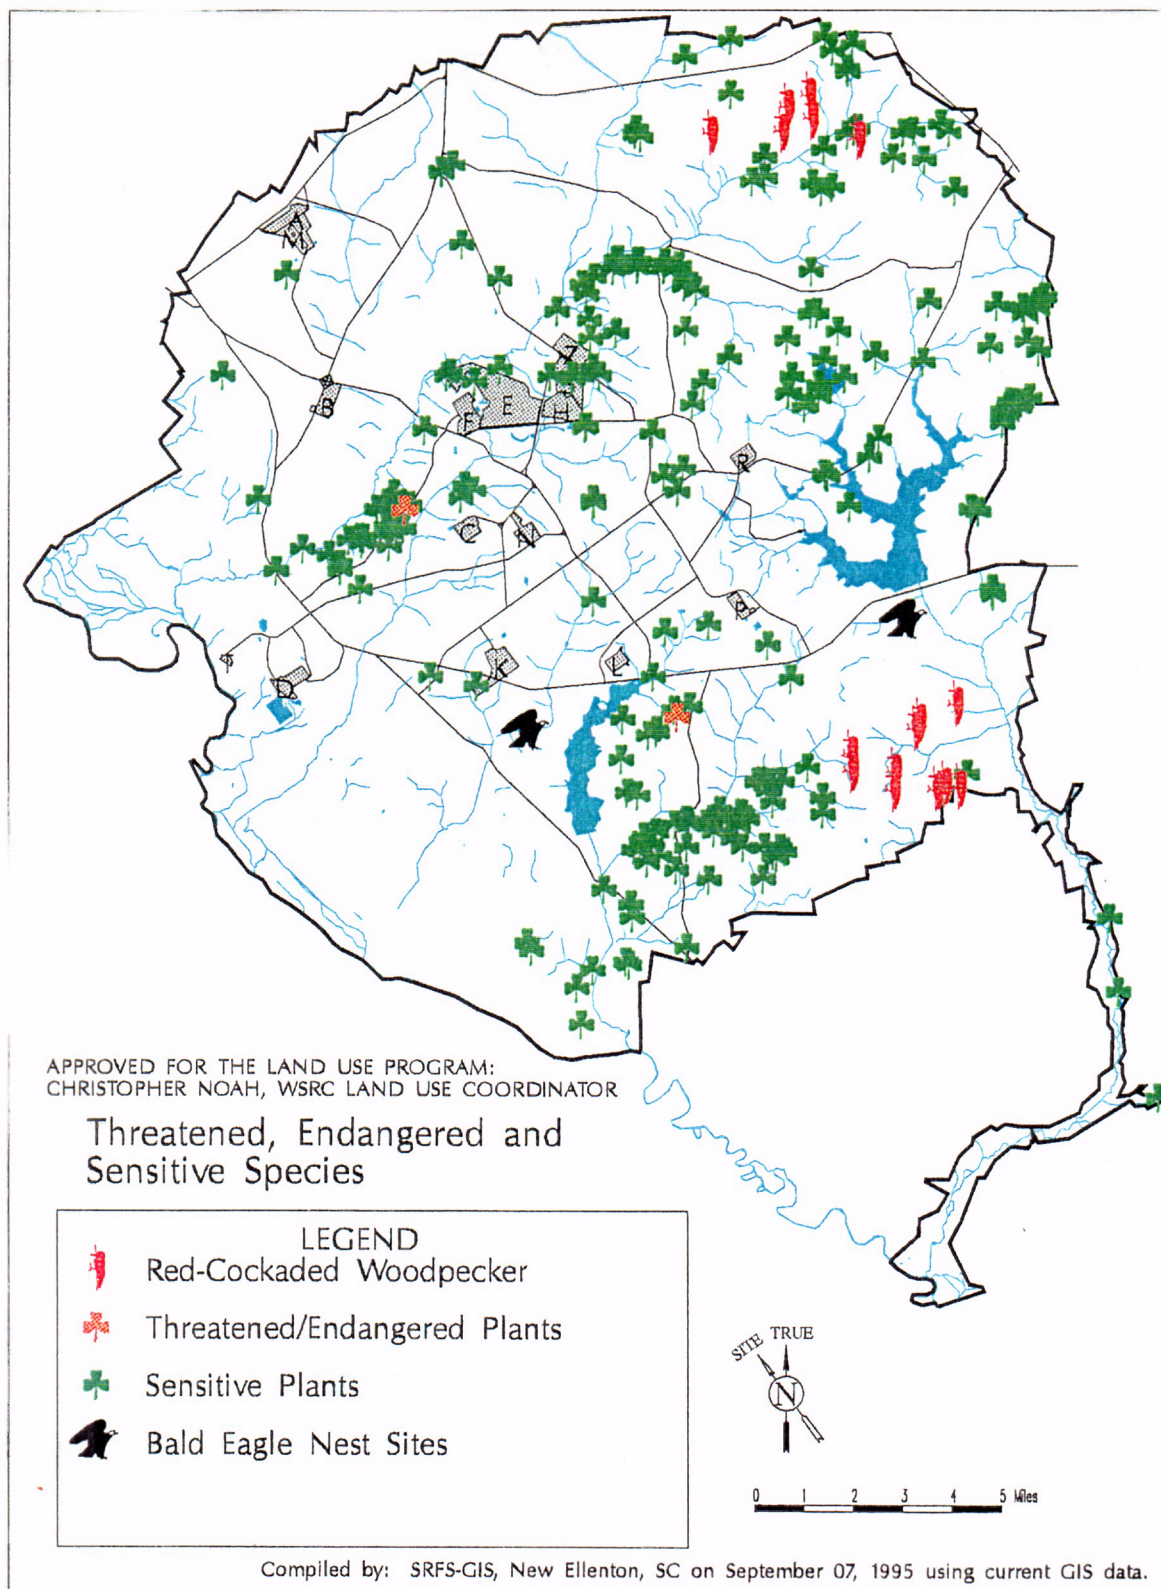 A
M
Z
S
B
F
E
H
R
C
N
P
T
K
L
D
APPROVED FOR THE LAND USE PROGRAM:
CHRISTOPHER NOAH, WSRC LAND USE COORDINATOR
Threatened, Endangered and
Sensitive Species
LEGEND
Red-Cockaded Woodpecker
Threatened/Endangered Plants
Sensitive Plants
Bald Eagle Nest Sites
SITE TRUE
N
0 1 2 3 4 5 Miles
Compiled by: SRFS-GIS, New Ellenton, SC on September 07, 1995 using current GIS data.